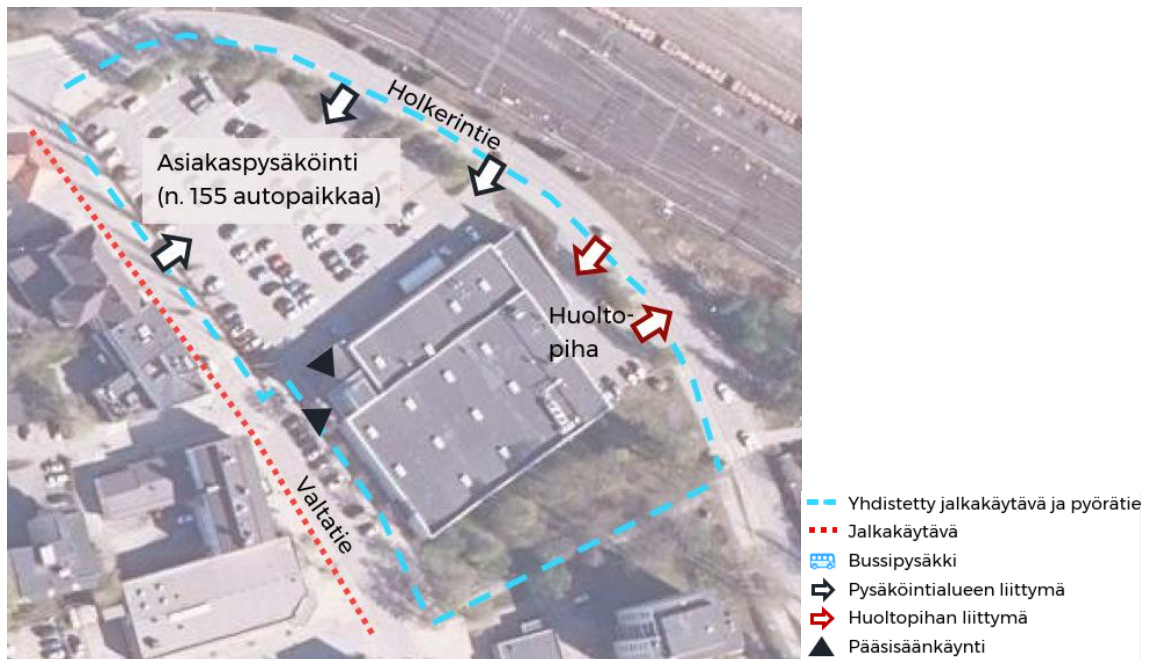 Holkerintie
Asiakaspysäköinti
(n. 155 autopaikkaa)
Huolto-
piha
Valtatie
Yhdistetty jalkakäytävä ja pyörätie
Jalkakäytävä
Bussipysäkki
Pysäköintialueen liittymä
Huoltopihan liittymä
Pääsisäänkäynti